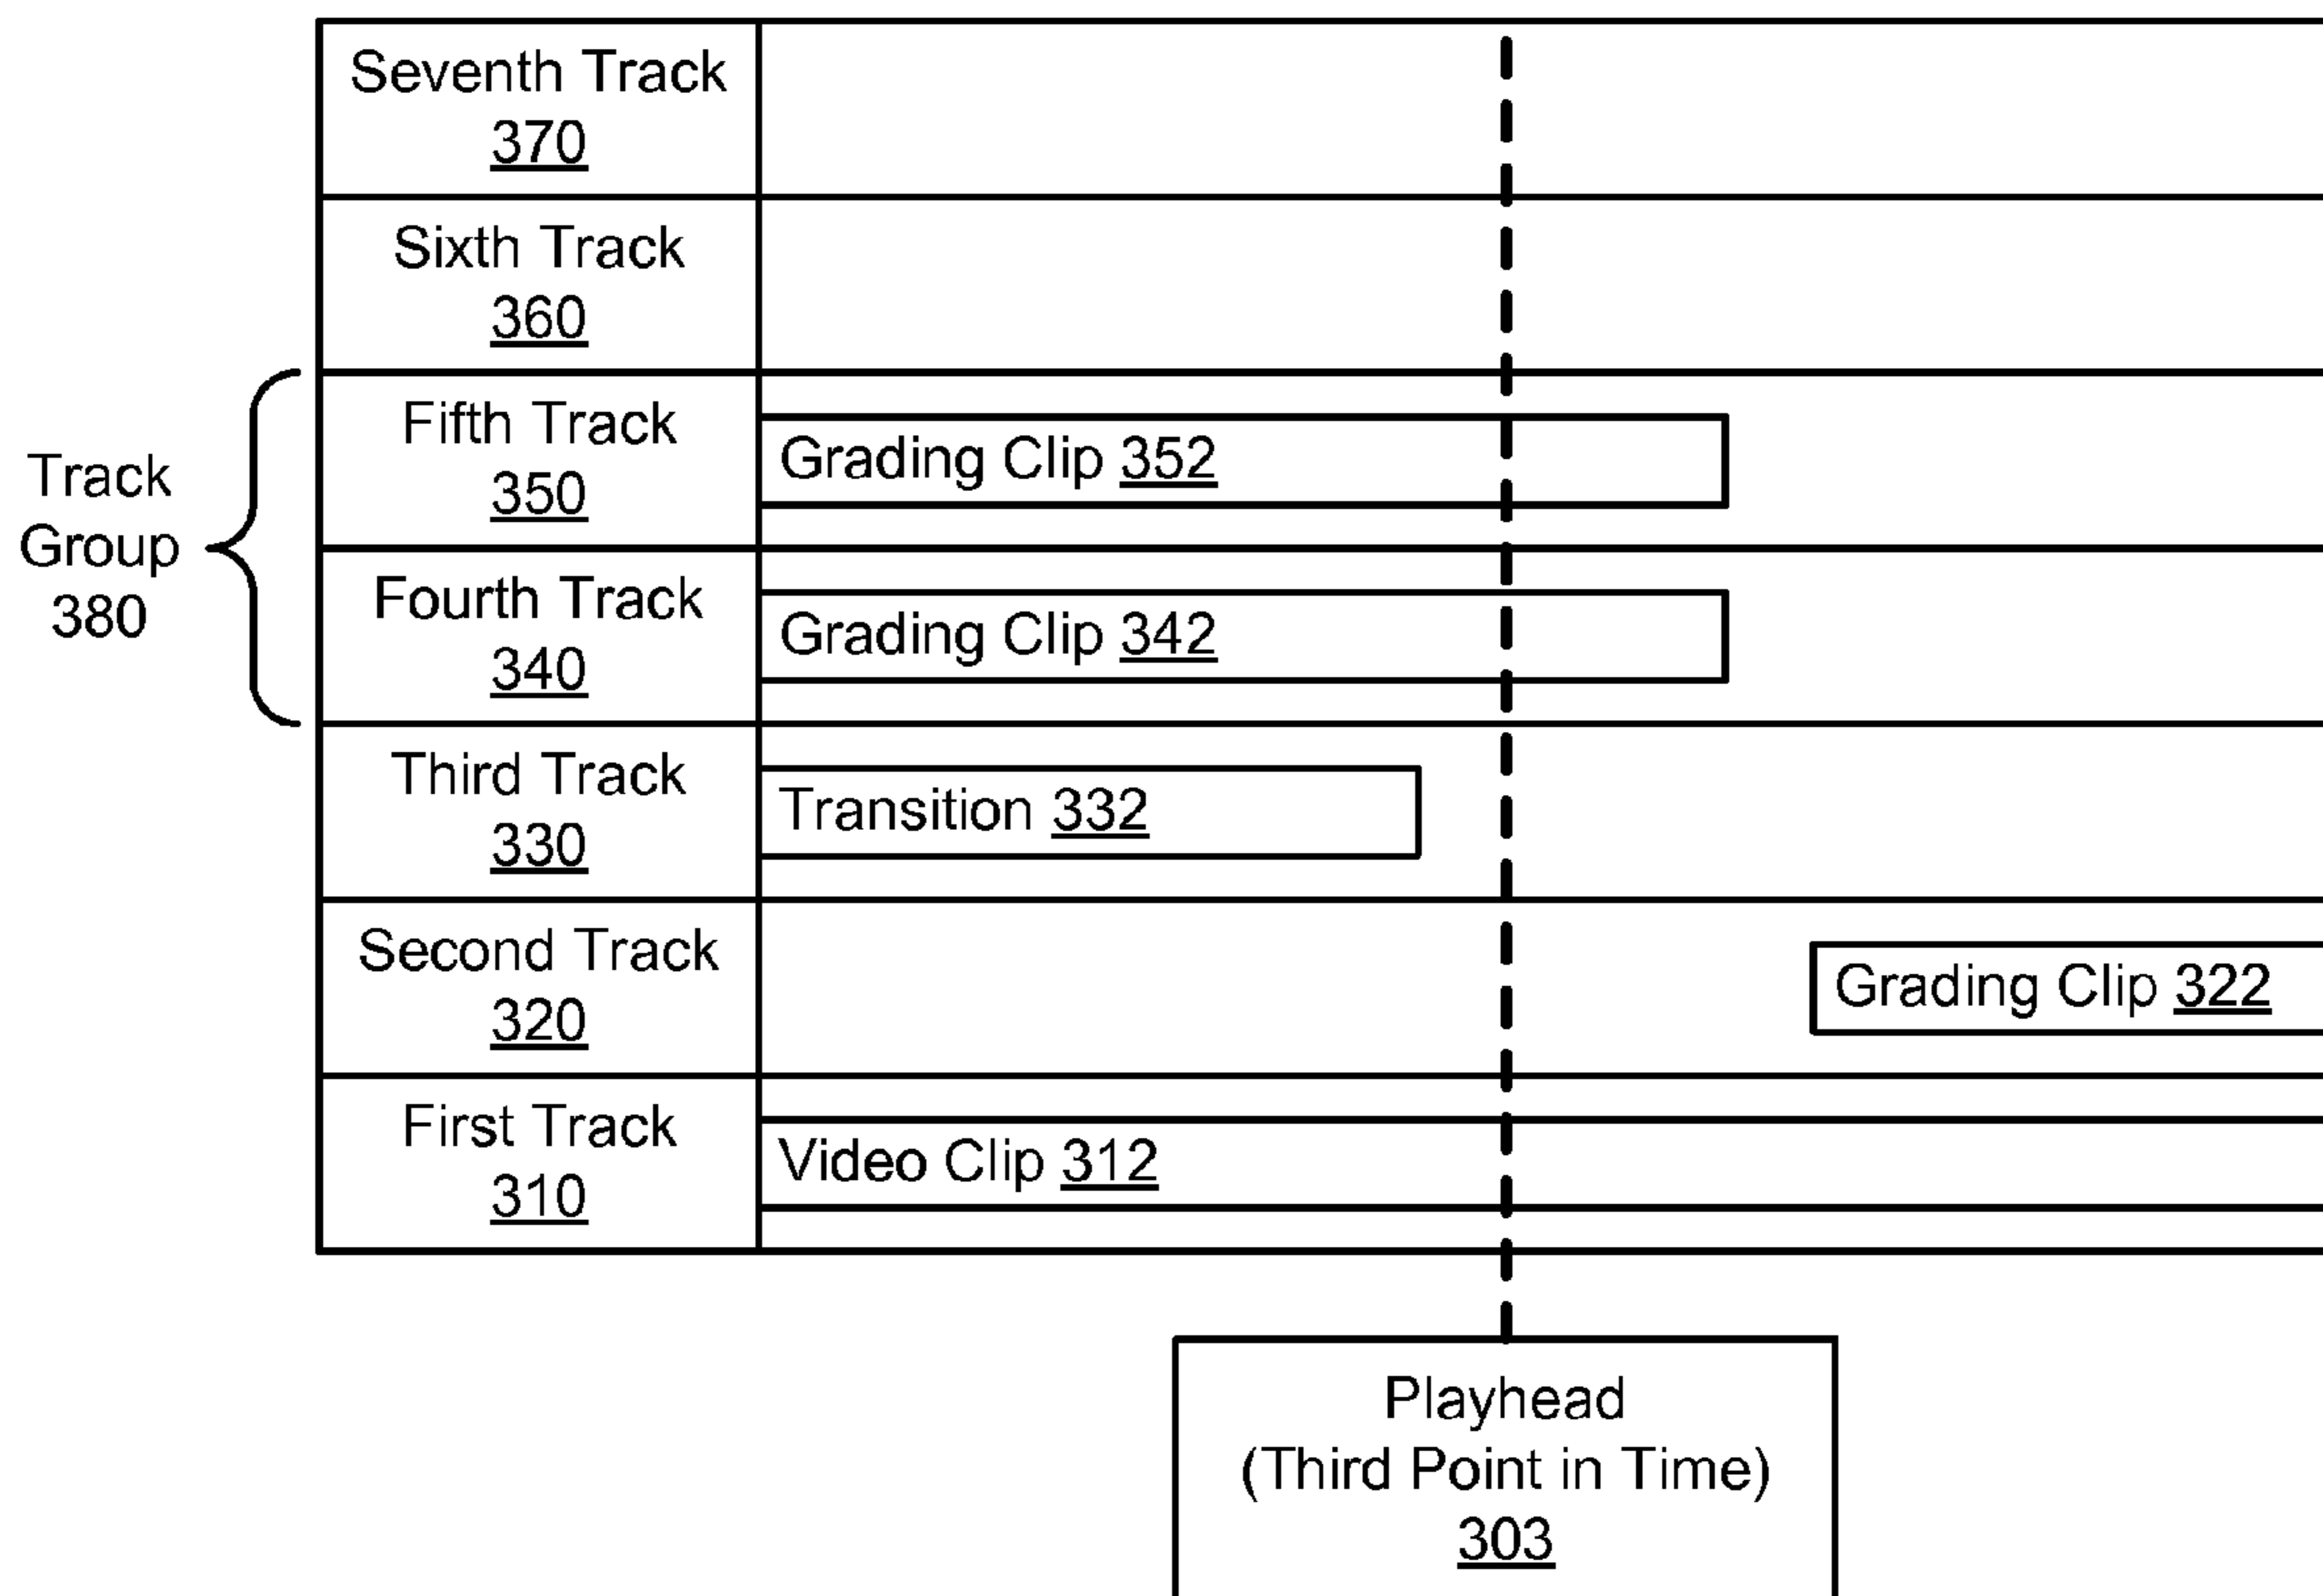 Seventh Track
370
Sixth Track
360
Track
Group
380
Fifth Track
350
Grading Clip 352
Fourth Track
340
Grading Clip 342
Third Track
330
Transition 332
Second Track
320
Grading Clip 322
First Track
310
Video Clip 312
Playhead
(Third Point in Time)
303